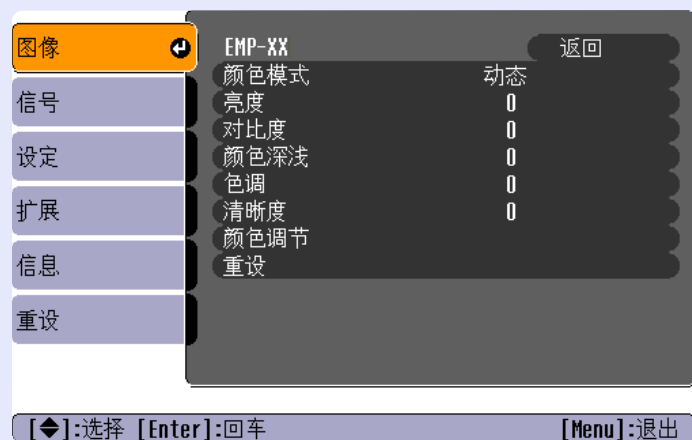 图像
信号
设定
扩展
信息
重设
EMP-XX 返回
颜色模式 动态
亮度 0
对比度 0
颜色深浅 0
色调 0
清晰度 0
颜色调节
重设
[◆]:选择 [Enter]:回车 [Menu]:退出